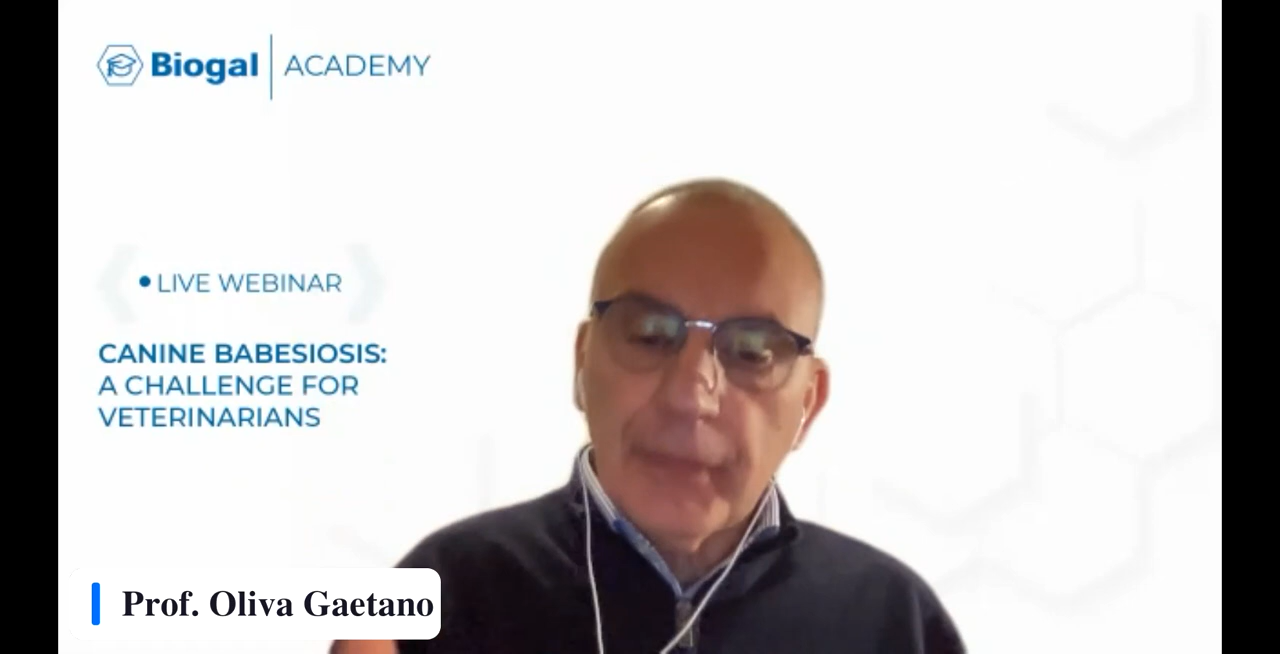 Biogal ACADEMY
• LIVE WEBINAR
CANINE BABESIOSIS:
A CHALLENGE FOR
VETERINARIANS
Prof. Oliva Gaetano